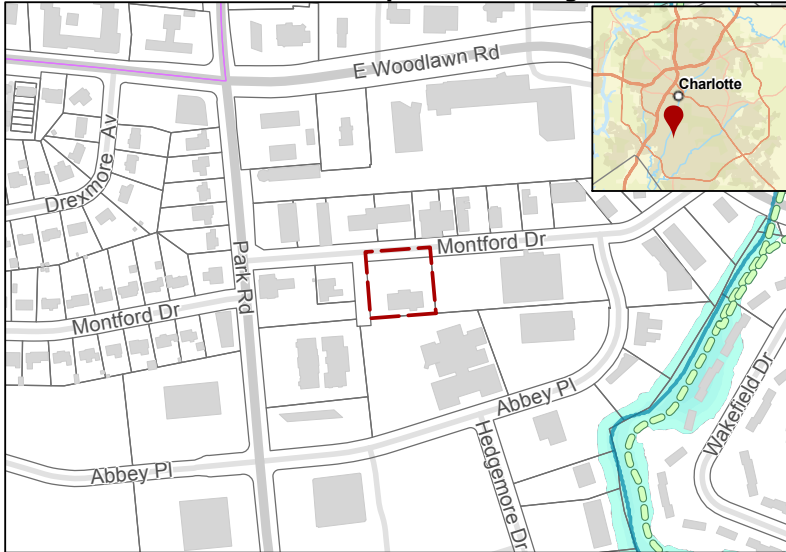 E Woodlawn Rd
Charlotte
Drexmore Av
Park Rd
Montford Dr
Montford Dr
Abbey Pl
Abbey Pl
Hedgemore Dr
Wakefield Dr